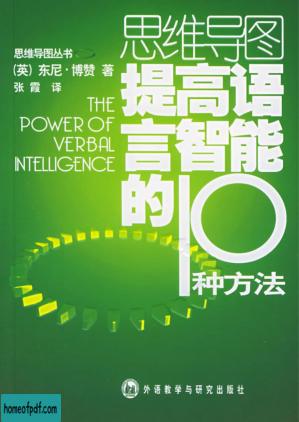 思维导图丛书
(英) 东尼·博赞 著
张霞 译
THE
POWER OF
VERBAL
INTELLIGENCE
思维导图
提高语
言智能
的10
种方法
外语教学与研究出版社
homeofpdf.com